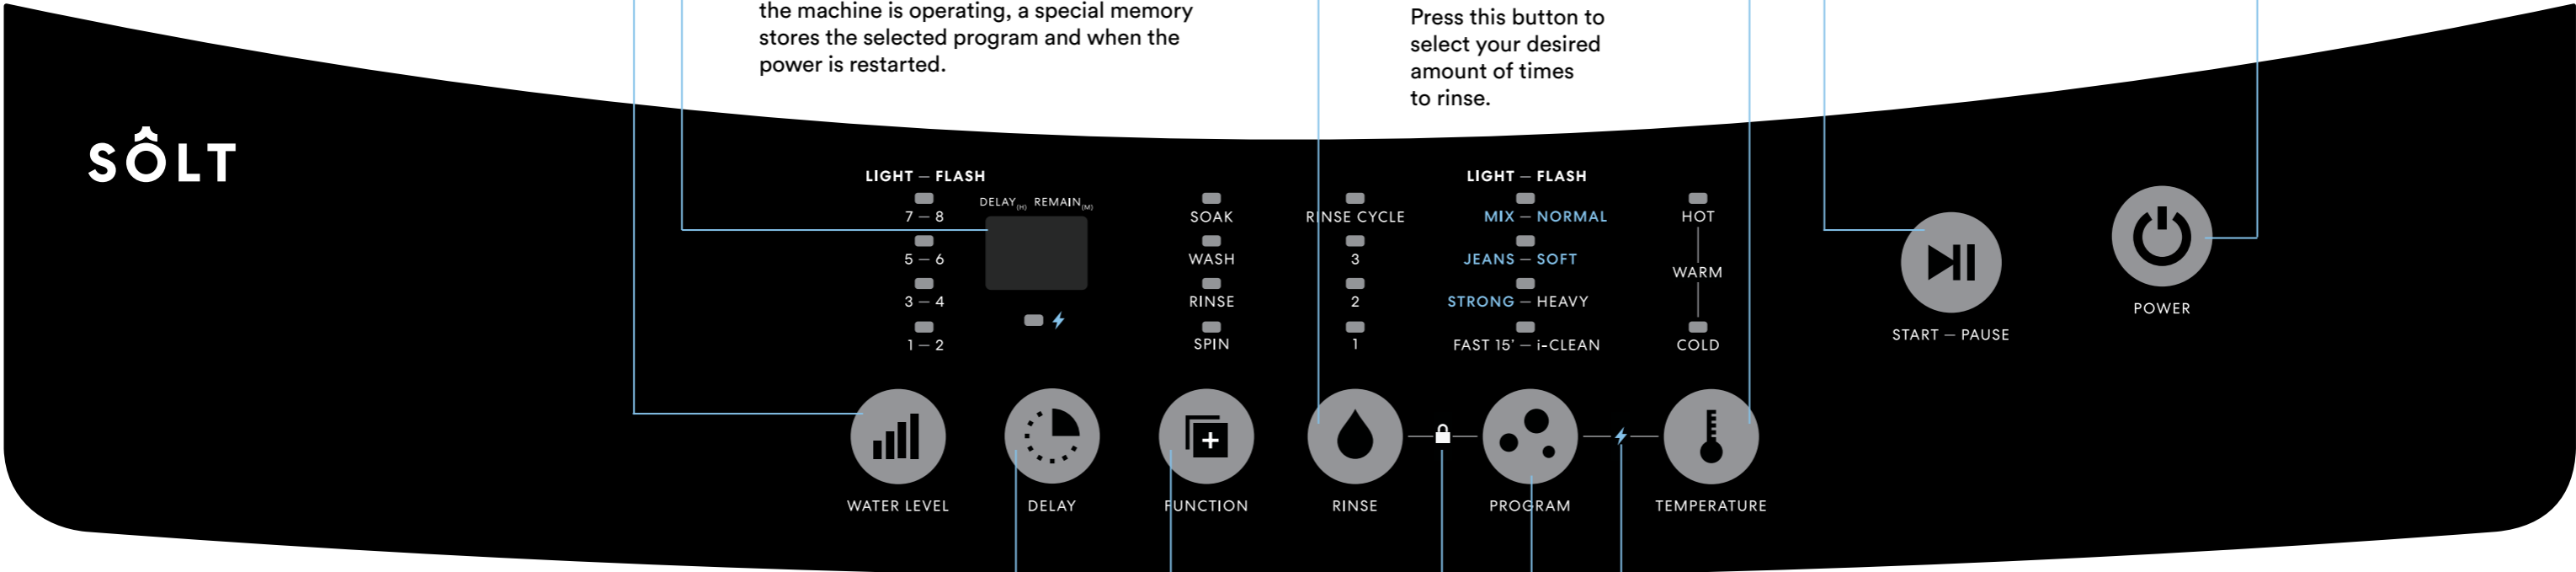 the machine is operating, a special memory
stores the selected program and when the
power is restarted.
Press this button to
select your desired
amount of times
to rinse.
SÔLT
LIGHT — FLASH
7 — 8
5 — 6
3 — 4
1 — 2
DELAY(H) REMAIN(M)
SOAK
WASH
RINSE
SPIN
RINSE CYCLE
3
2
1
LIGHT — FLASH
MIX — NORMAL
JEANS — SOFT
STRONG — HEAVY
FAST 15' — i-CLEAN
HOT
WARM
COLD
START — PAUSE
POWER
WATER LEVEL
DELAY
FUNCTION
RINSE
PROGRAM
TEMPERATURE